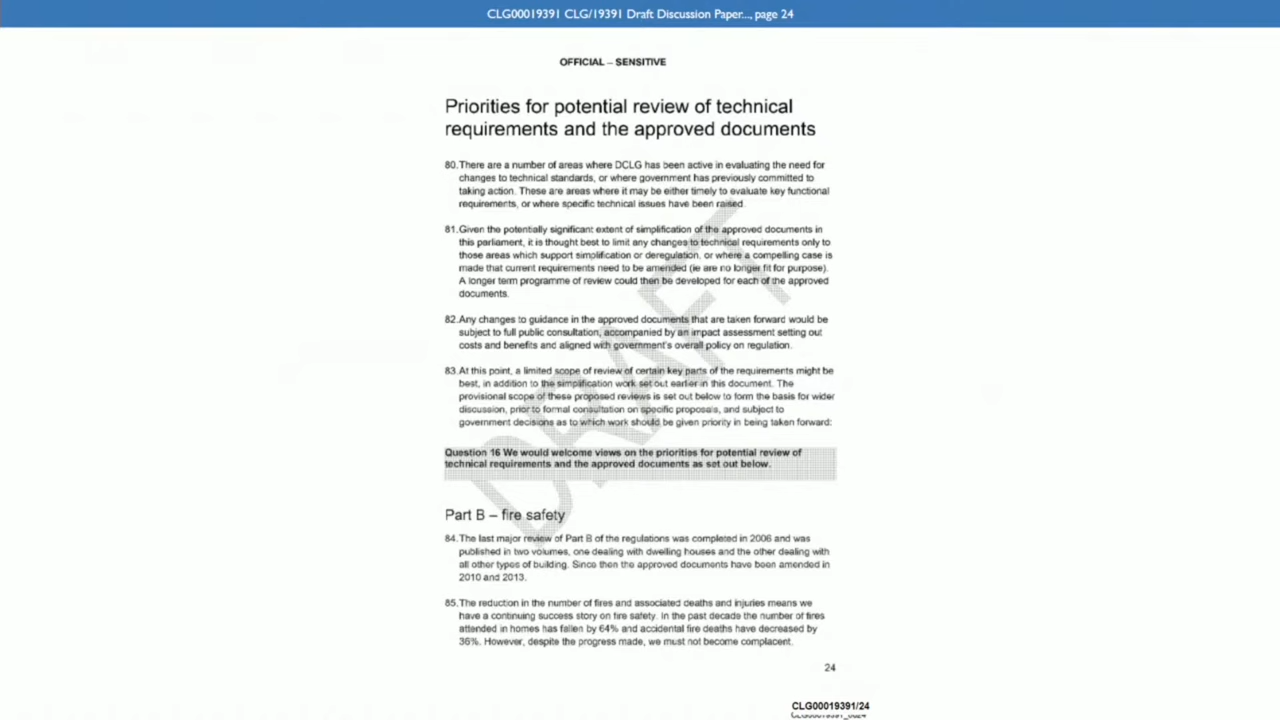 CLG00019391 CLG/19391 Draft Discussion Paper..., page 24
OFFICIAL – SENSITIVE
Priorities for potential review of technical
requirements and the approved documents
80.There are a number of areas where DCLG has been active in evaluating the need for
changes to technical standards, or where government has previously committed to
taking action. These are areas where it may be either timely to evaluate key functional
requirements, or where specific technical issues have been raised.
81.Given the potentially significant extent of simplification of the approved documents in
this parliament, it is thought best to limit any changes to technical requirements only to
those areas which support simplification or deregulation, or where a compelling case is
made that current requirements need to be amended (ie are no longer fit for purpose).
A longer term programme of review could then be developed for each of the approved
documents.
82.Any changes to guidance in the approved documents that are taken forward would be
subject to full public consultation, accompanied by an impact assessment setting out
costs and benefits and aligned with government's overall policy on regulation.
83.At this point, a limited scope of review of certain key parts of the requirements might be
best, in addition to the simplification work set out earlier in this document. The
provisional scope of these proposed reviews is set out below to form the basis for wider
discussion, prior to formal consultation on specific proposals, and subject to
government decisions as to which work should be given priority in being taken forward:
Question 16 We would welcome views on the priorities for potential review of
technical requirements and the approved documents as set out below.
Part B – fire safety
84.The last major review of Part B of the regulations was completed in 2006 and was
published in two volumes, one dealing with dwelling houses and the other dealing with
all other types of building. Since then the approved documents have been amended in
2010 and 2013.
85.The reduction in the number of fires and associated deaths and injuries means we
have a continuing success story on fire safety. In the past decade the number of fires
attended in homes has fallen by 64% and accidental fire deaths have decreased by
36%. However, despite the progress made, we must not become complacent.
24
CLG00019391/24
CLG00019391_0024
DRAFT